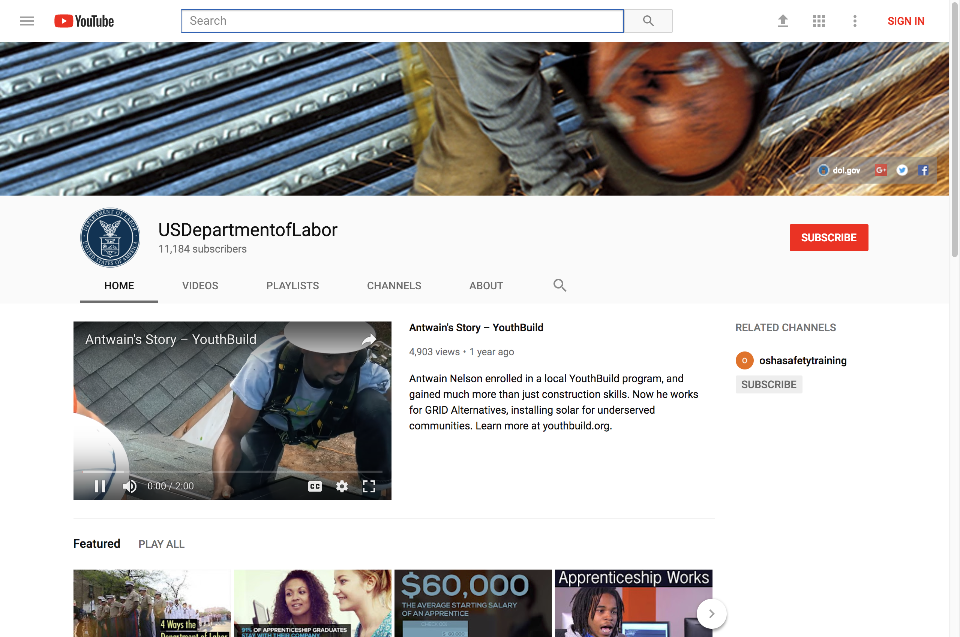 YouTube
Search
SIGN IN
dol.gov
G+
USDepartmentofLabor
11,184 subscribers
SUBSCRIBE
HOME
VIDEOS
PLAYLISTS
CHANNELS
ABOUT
Antwain's Story – YouthBuild
0:00 / 2:00
CC
Antwain's Story – YouthBuild
4,903 views • 1 year ago
Antwain Nelson enrolled in a local YouthBuild program, and
gained much more than just construction skills. Now he works
for GRID Alternatives, installing solar for underserved
communities. Learn more at youthbuild.org.
RELATED CHANNELS
O
oshasafetytraining
SUBSCRIBE
Featured
PLAY ALL
4 Ways the
Department of Labor
91% OF APPRENTICESHIP GRADUATES
STAY WITH THEIR COMPANY
$60,000
THE AVERAGE STARTING SALARY
OF AN APPRENTICE
Apprenticeship Works